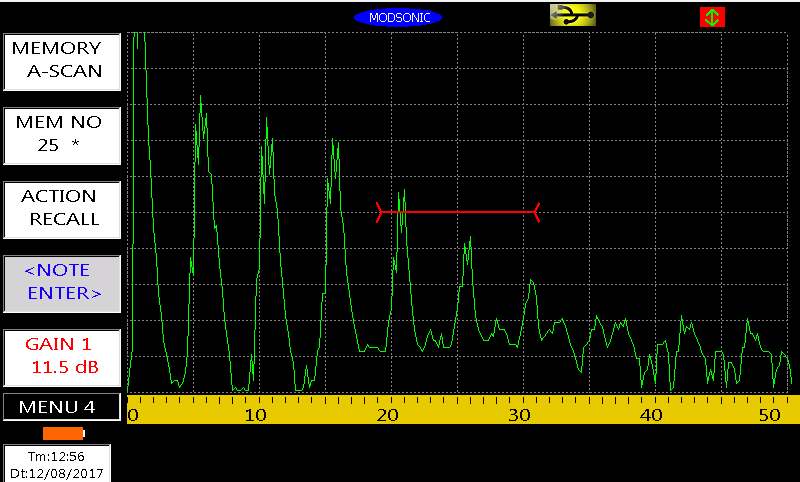 MODSONIC
MEMORY
A-SCAN
MEM NO
25 *
ACTION
RECALL
<NOTE
ENTER>
GAIN 1
11.5 dB
MENU 4
0 10 20 30 40 50
Tm:12:56
Dt:12/08/2017